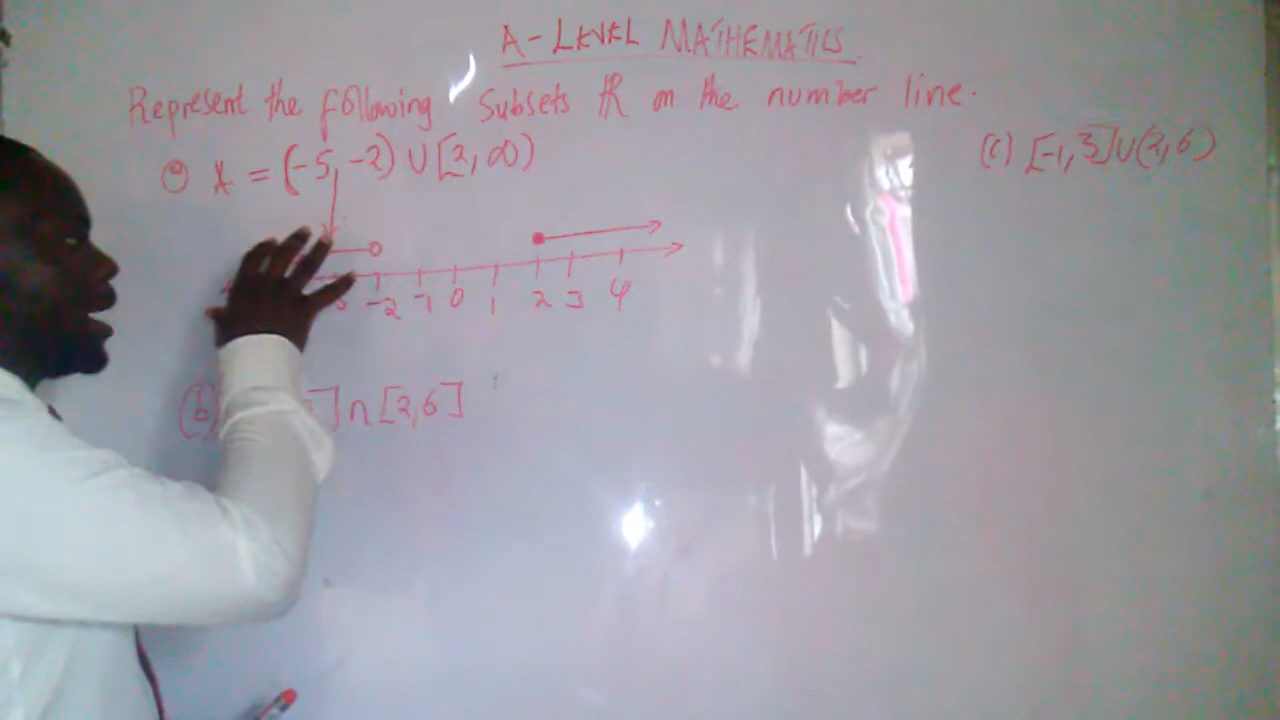 A-LEVEL MATHEMATICS
Represent the following subsets ℝ on the number line.
(a) A = (-5, -2) ∪ [2, ∞)
(c) [-1, 3] ∪ (2, 6)
-2 -1 0 1 2 3 4
(b) ] ∩ [2, 6]